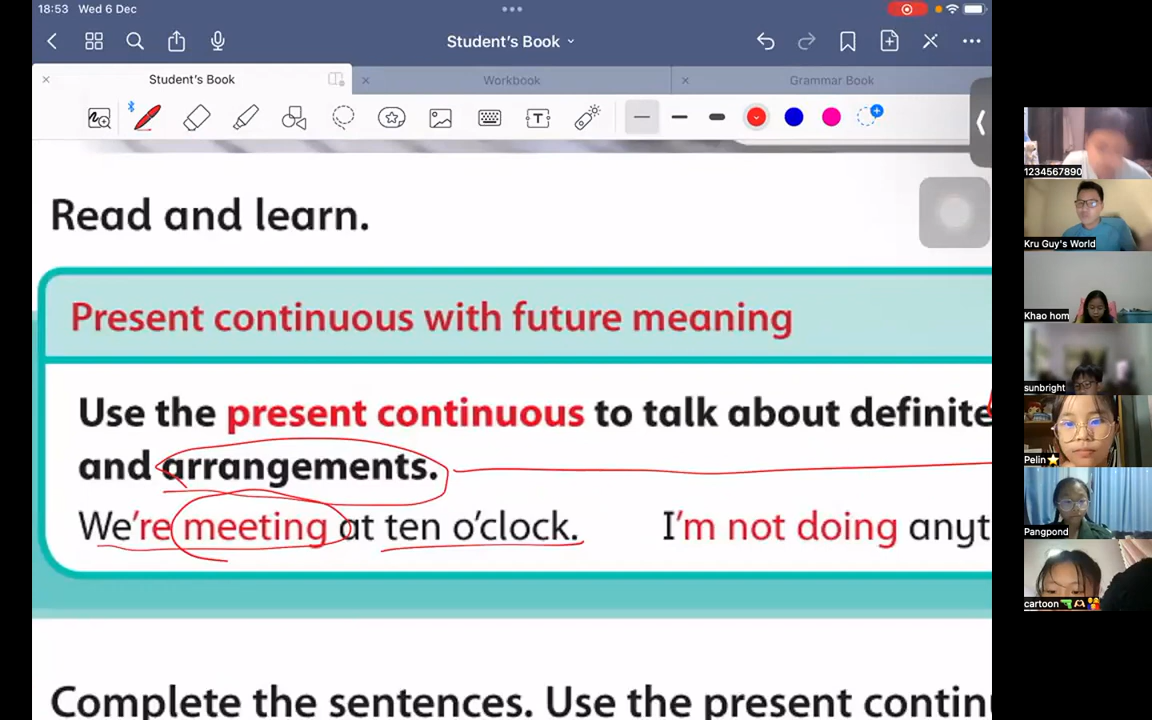 18:53 Wed 6 Dec
Student's Book
Student's Book
Workbook
Grammar Book
Read and learn.
Present continuous with future meaning
Use the present continuous to talk about definite
and arrangements.
We're meeting at ten o'clock. I'm not doing anyt
Complete the sentences. Use the present contin
1234567890
Kru Guy's World
Khao hom
sunbright
Pelin⭐
Pangpond
cartoon🔫🫶🏻👩‍❤️‍👩